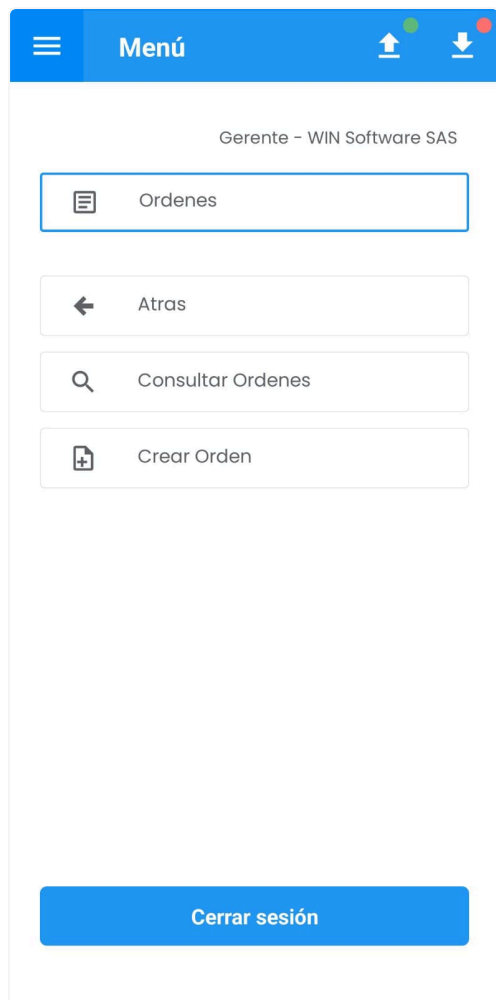 Menú
Gerente - WIN Software SAS
Ordenes
Atras
Consultar Ordenes
Crear Orden
Cerrar sesión